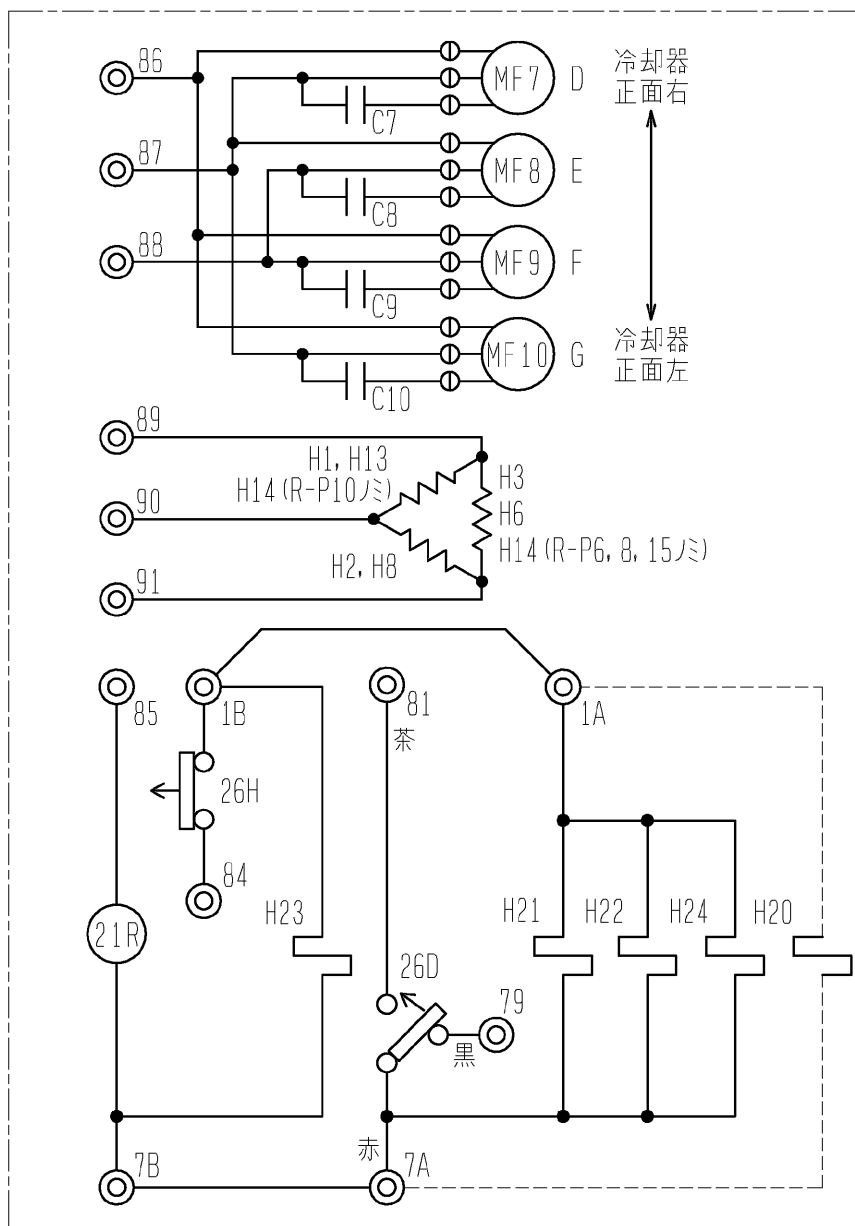 86
MF7
D
冷却器
正面右
C7
87
MF8
E
C8
88
MF9
F
C9
MF10
G
冷却器
正面左
C10
89
H1, H13
H14(R-P10ノミ)
H3
H6
H14(R-P6, 8, 15ノミ)
90
H2, H8
91
85
1B
81
茶
1A
26H
84
21R
H23
H21
H22
H24
H20
26D
79
黒
赤
7B
7A